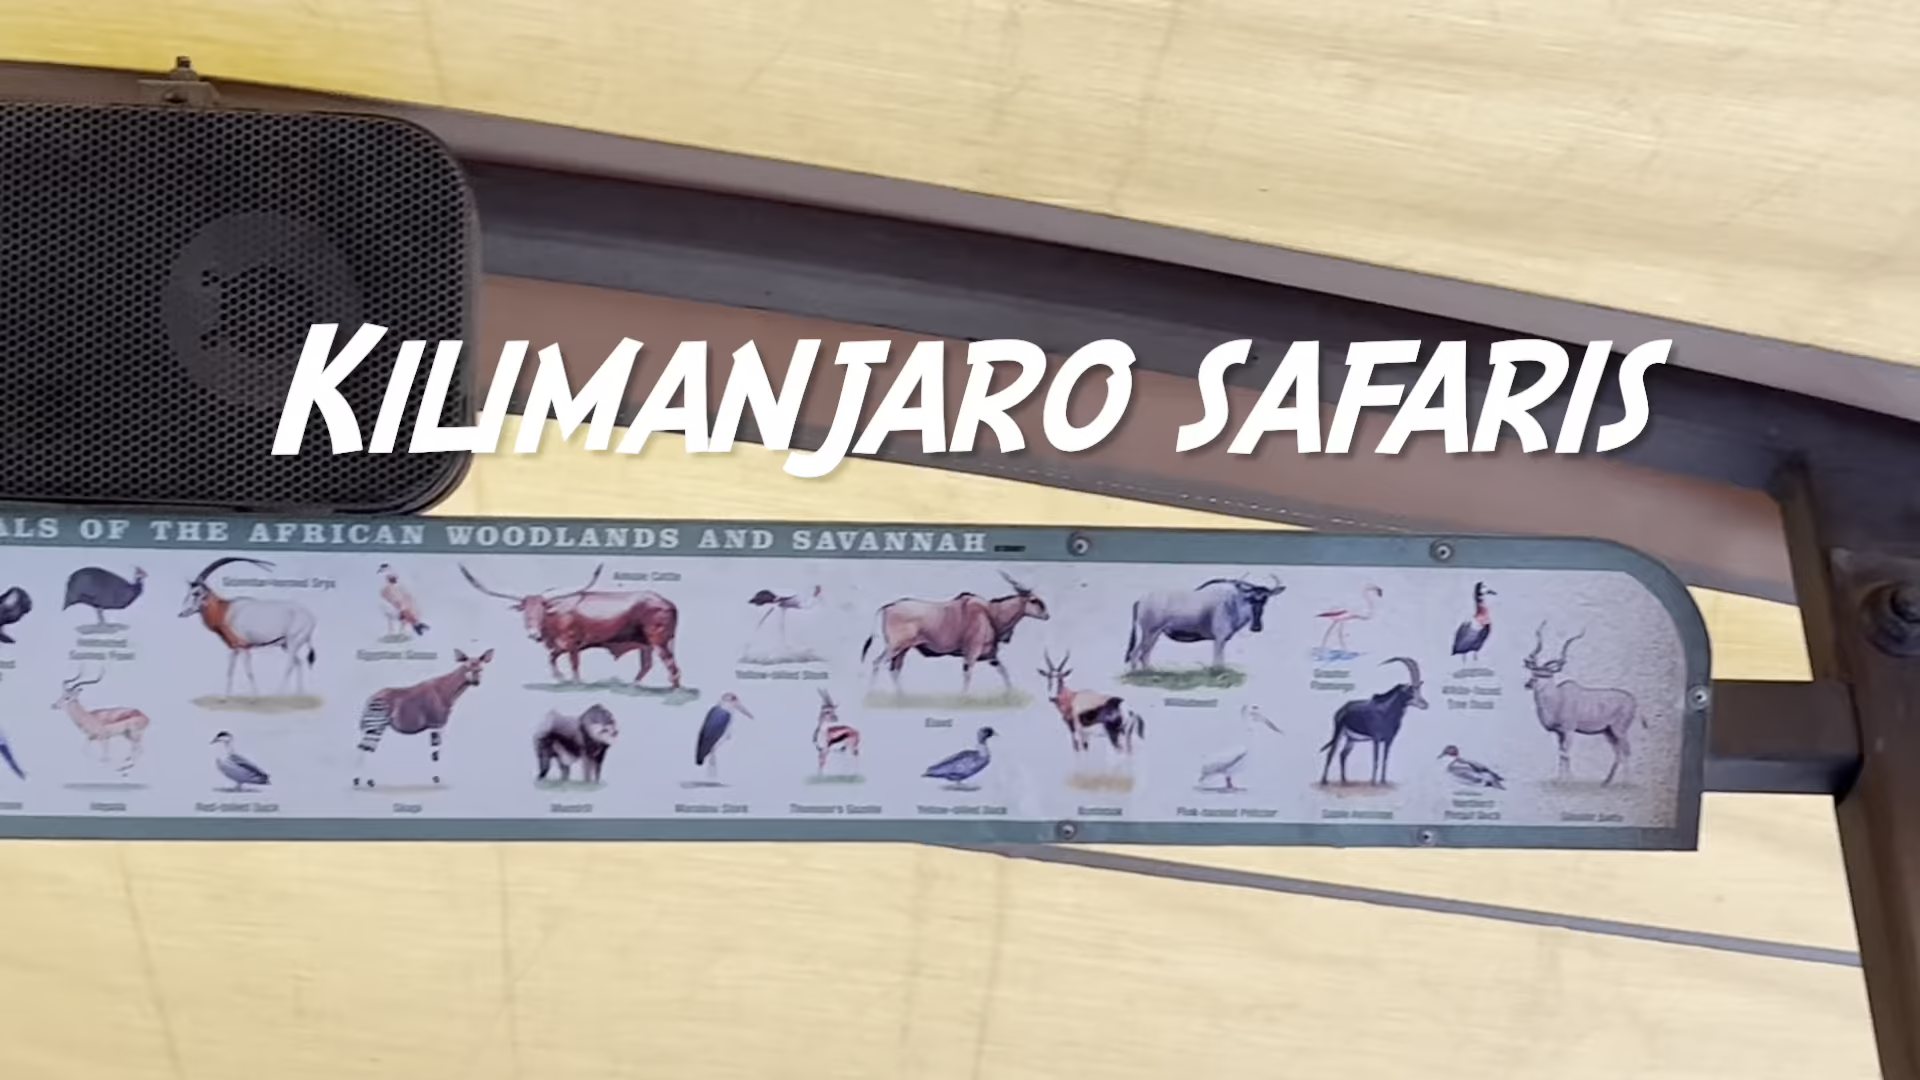 KILIMANJARO SAFARIS
ALS OF THE AFRICAN WOODLANDS AND SAVANNAH
Scimitar-horned Oryx
Ankole Cattle
Egyptian Goose
Yellow-billed Stork
Greater
Flamingo
White-faced
Tree Duck
Eland
Wildebeest
Impala
Red-billed Duck
Okapi
Mandrill
Marabou Stork
Thomson's Gazelle
Yellow-billed Duck
Bontebok
Pink-backed Pelican
Sable Antelope
Northern
Pintail Duck
Greater Kudu